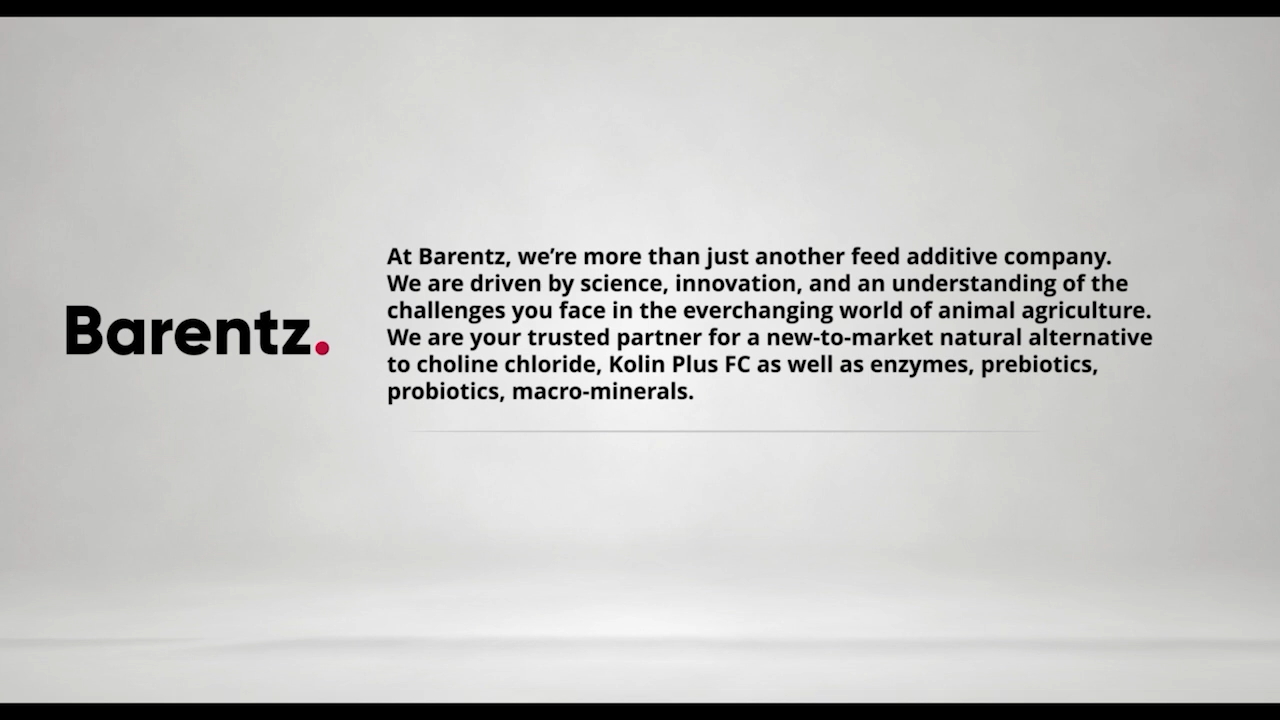 Barentz.
At Barentz, we’re more than just another feed additive company.
We are driven by science, innovation, and an understanding of the
challenges you face in the everchanging world of animal agriculture.
We are your trusted partner for a new-to-market natural alternative
to choline chloride, Kolin Plus FC as well as enzymes, prebiotics,
probiotics, macro-minerals.